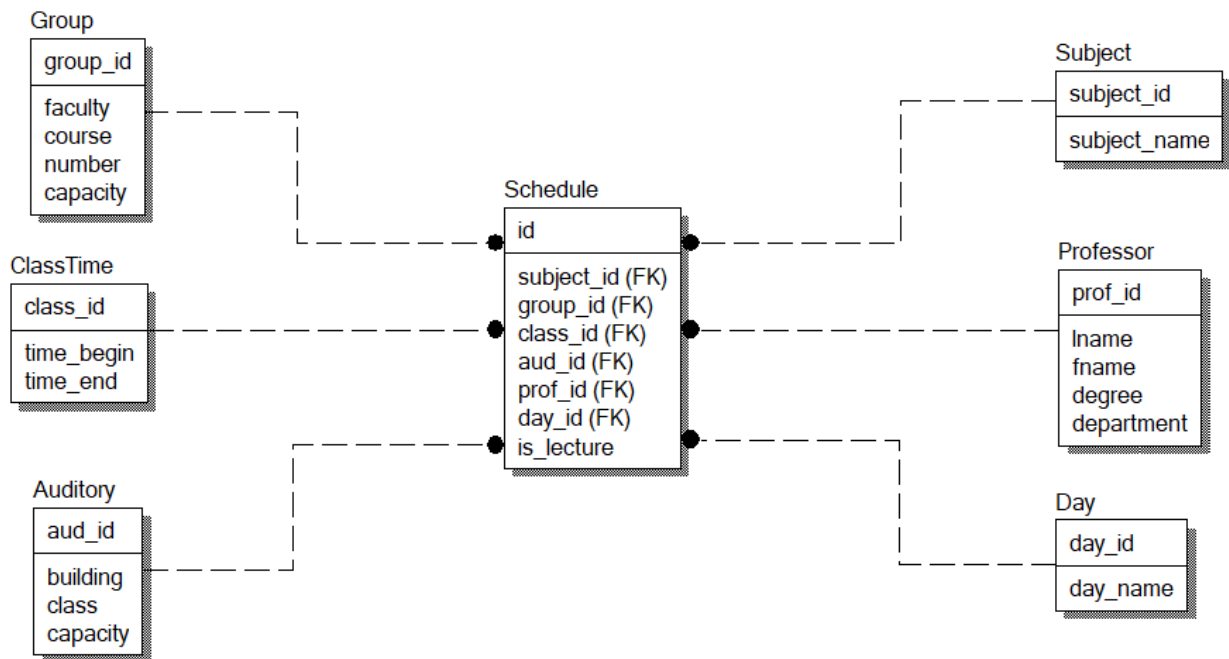 Group
group_id
faculty
course
number
capacity
ClassTime
class_id
time_begin
time_end
Auditory
aud_id
building
class
capacity
Schedule
id
subject_id (FK)
group_id (FK)
class_id (FK)
aud_id (FK)
prof_id (FK)
day_id (FK)
is_lecture
Subject
subject_id
subject_name
Professor
prof_id
lname
fname
degree
department
Day
day_id
day_name